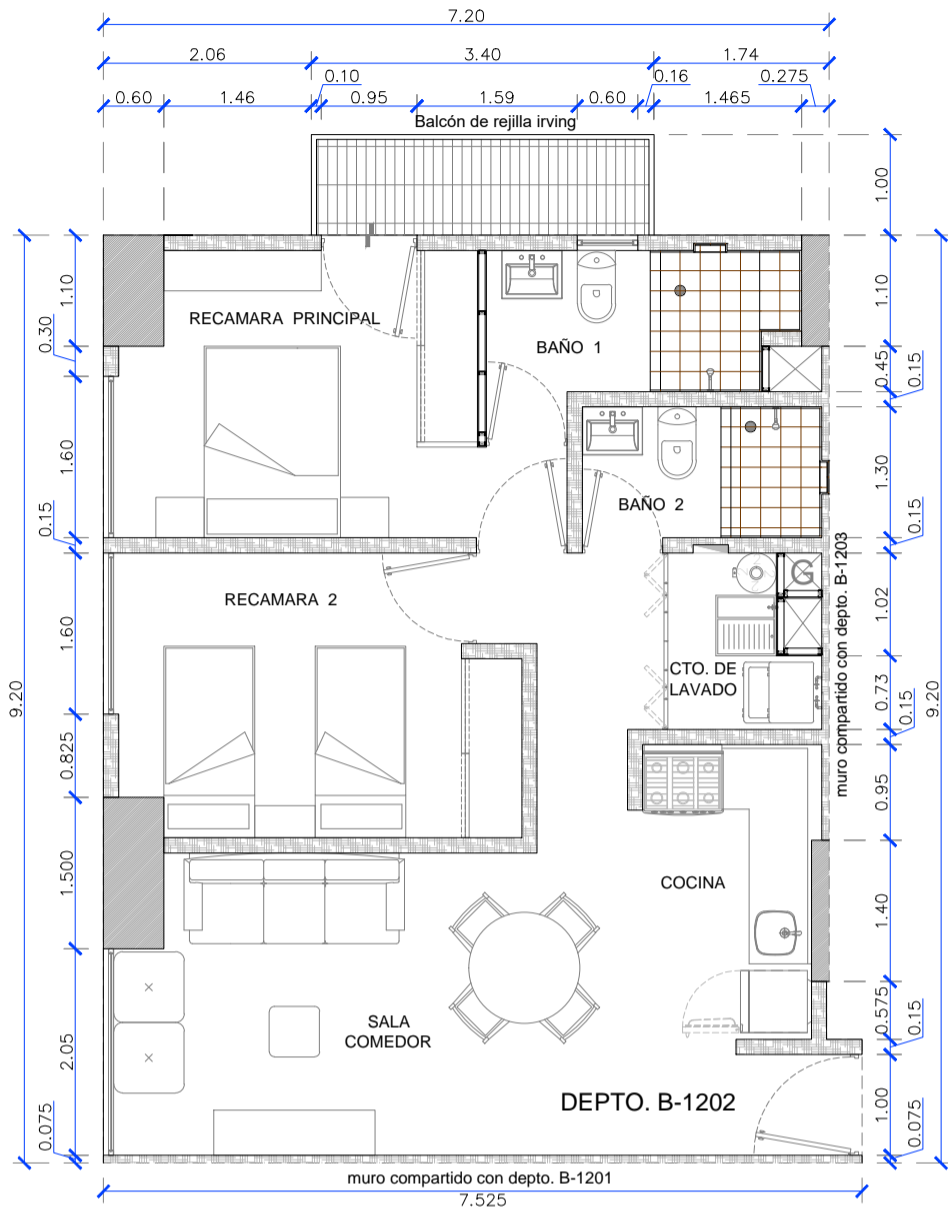 7.20
2.06 3.40 1.74
0.10 0.16 0.275
0.60 1.46 0.95 1.59 0.60 1.465
Balcón de rejilla irving
1.00
1.10
0.30
1.60
0.15
1.60
0.825
1.500
2.05
0.075
9.20
RECAMARA PRINCIPAL
BAÑO 1
BAÑO 2
RECAMARA 2
G
CTO. DE
LAVADO
COCINA
SALA
COMEDOR
DEPTO. B-1202
muro compartido con depto. B-1203
1.10
0.45
0.15
1.30
0.15
1.02
0.73
0.15
0.95
1.40
0.575
0.15
1.00
0.075
9.20
muro compartido con depto. B-1201
7.525